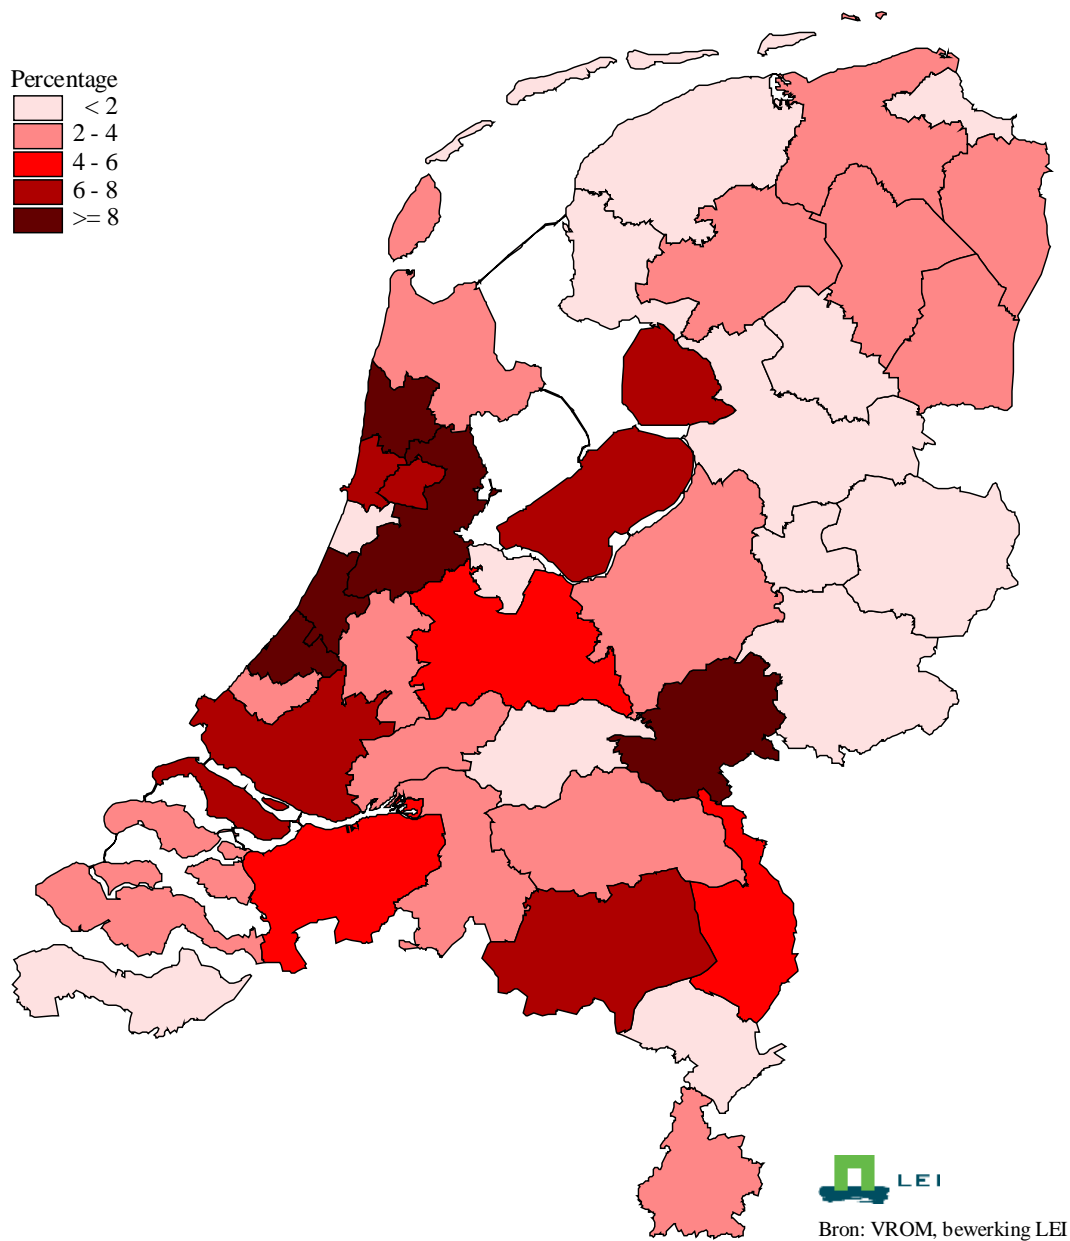 Percentage
< 2
2 - 4
4 - 6
6 - 8
>= 8
LEI
Bron: VROM, bewerking LEI